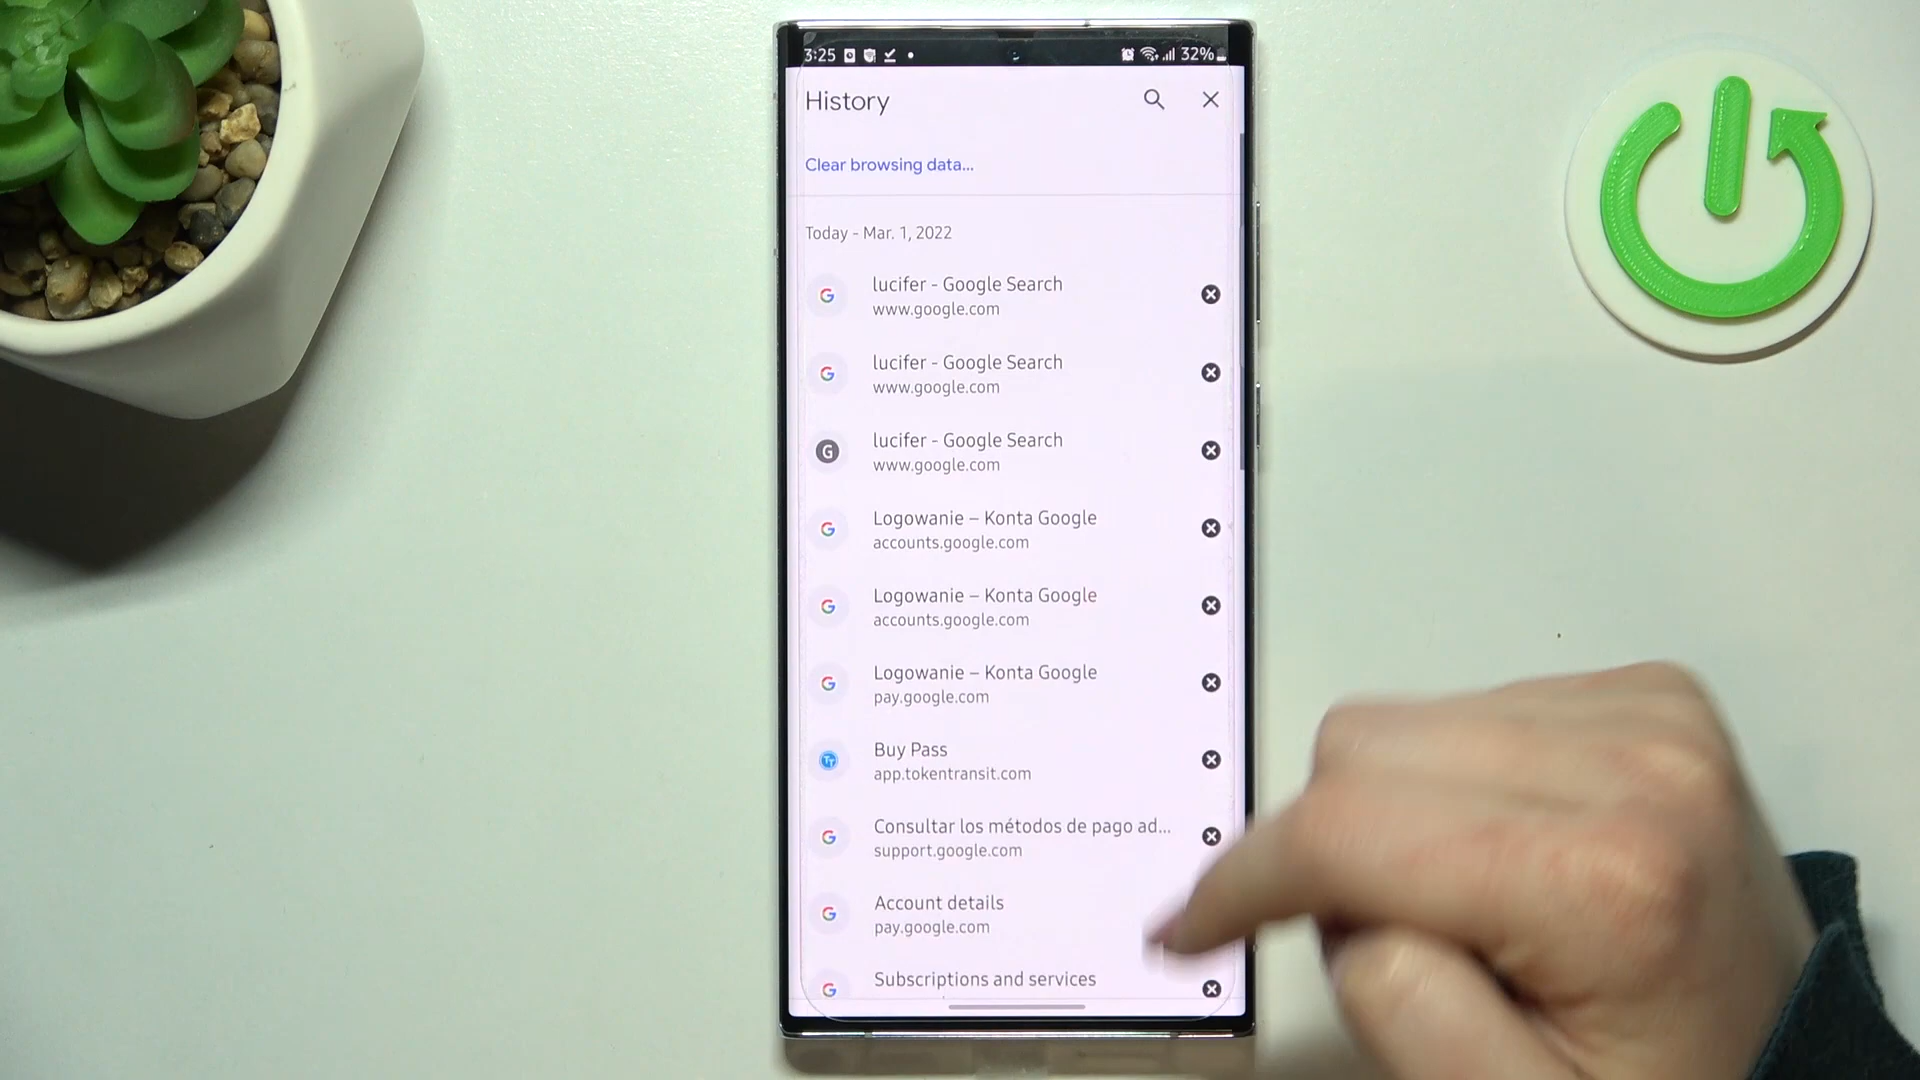 3:25 32%
History
Clear browsing data...
Today - Mar. 1, 2022
lucifer - Google Search
www.google.com
lucifer - Google Search
www.google.com
G
lucifer - Google Search
www.google.com
Logowanie – Konta Google
accounts.google.com
Logowanie – Konta Google
accounts.google.com
Logowanie – Konta Google
pay.google.com
Buy Pass
app.tokentransit.com
Consultar los métodos de pago ad...
support.google.com
Account details
pay.google.com
Subscriptions and services